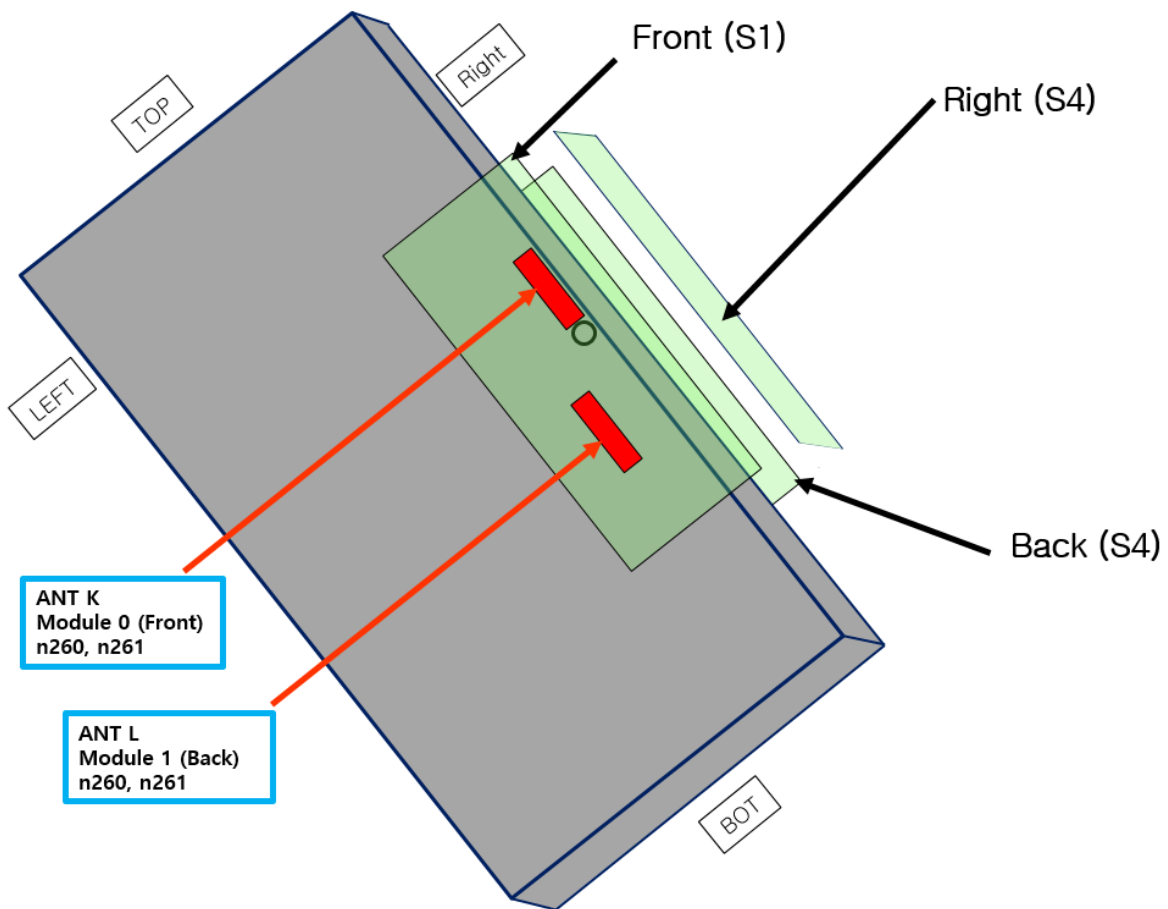 Front (S1)
Right
Right (S4)
TOP
LEFT
Back (S4)
ANT K
Module 0 (Front)
n260, n261
ANT L
Module 1 (Back)
n260, n261
BOT